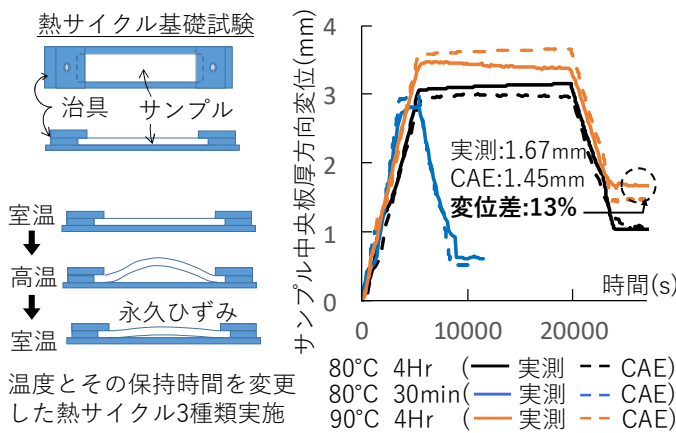 熱サイクル基礎試験
治具
サンプル
室温
高温
永久ひずみ
室温
温度とその保持時間を変更
した熱サイクル3種類実施
サンプル中央板厚方向変位(mm)
4
3
2
1
0
実測:1.67mm
CAE:1.45mm
変位差:13%
時間(s)
0
10000
20000
80°C 4Hr ( 実測 CAE)
80°C 30min( 実測 CAE)
90°C 4Hr ( 実測 CAE)